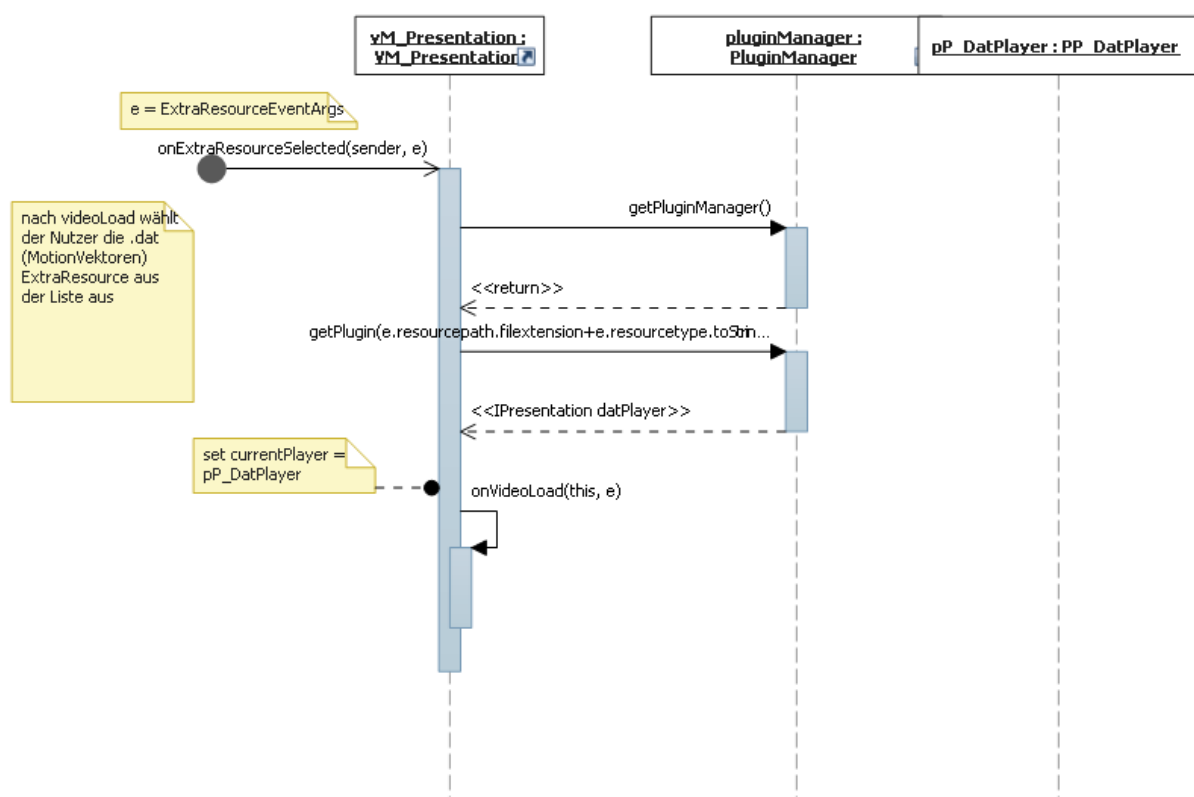 vM_Presentation :
VM_Presentation
pluginManager :
PluginManager
pP_DatPlayer : PP_DatPlayer
e = ExtraResourceEventArgs
onExtraResourceSelected(sender, e)
nach videoLoad wählt
der Nutzer die .dat
(MotionVektoren)
ExtraResource aus
der Liste aus
getPluginManager()
<<return>>
getPlugin(e.resourcepath.filextension+e.resourcetype.toStrin...
<<IPresentation datPlayer>>
set currentPlayer =
pP_DatPlayer
onVideoLoad(this, e)